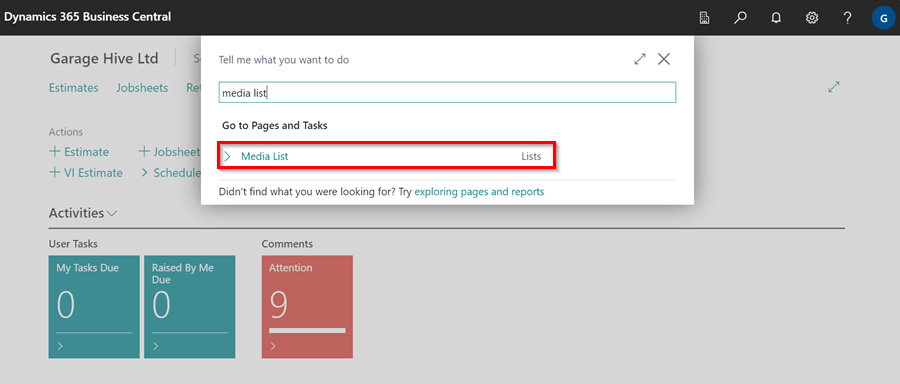 Dynamics 365 Business Central
G
Garage Hive Ltd
Estimates Jobsheets
Actions
+ Estimate + Jobsheet
+ VI Estimate > Schedule
Tell me what you want to do
media list
Go to Pages and Tasks
> Media List Lists
Didn't find what you were looking for? Try exploring pages and reports
Activities
User Tasks
My Tasks Due
0
Raised By Me
Due
0
Comments
Attention
9